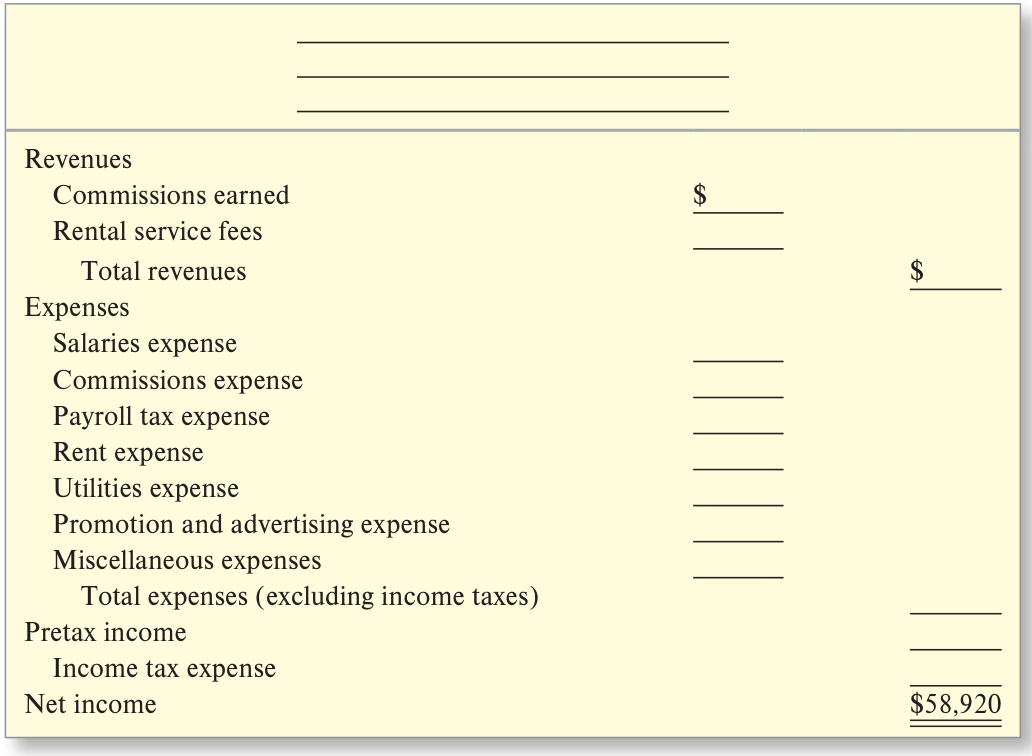 Revenues
Commissions earned $
Rental service fees
Total revenues $
Expenses
Salaries expense
Commissions expense
Payroll tax expense
Rent expense
Utilities expense
Promotion and advertising expense
Miscellaneous expenses
Total expenses (excluding income taxes)
Pretax income
Income tax expense
Net income $58,920